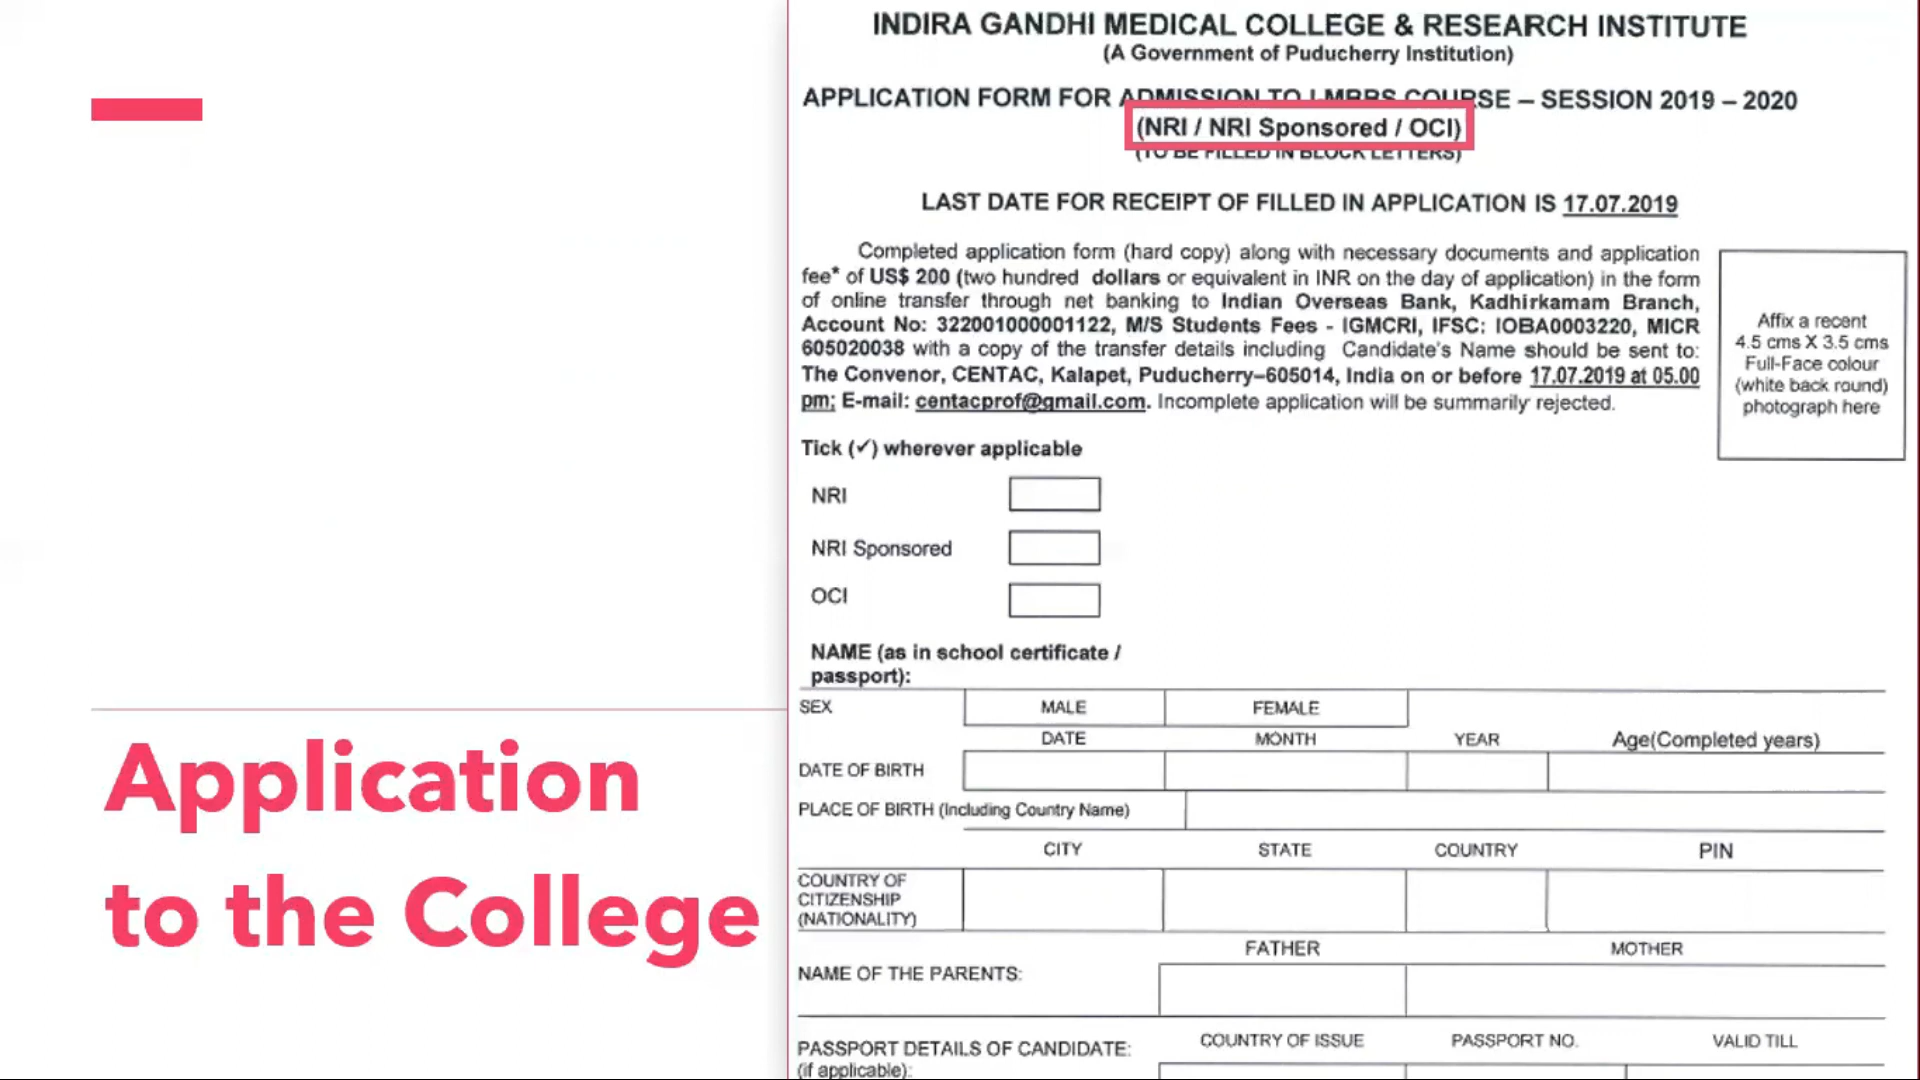 Application
to the College
INDIRA GANDHI MEDICAL COLLEGE & RESEARCH INSTITUTE
(A Government of Puducherry Institution)
APPLICATION FORM FOR ADMISSION TO I MBBS COURSE – SESSION 2019 – 2020
(NRI / NRI Sponsored / OCI)
(TO BE FILLED IN BLOCK LETTERS)
LAST DATE FOR RECEIPT OF FILLED IN APPLICATION IS 17.07.2019
Completed application form (hard copy) along with necessary documents and application
fee* of US$ 200 (two hundred dollars or equivalent in INR on the day of application) in the form
of online transfer through net banking to Indian Overseas Bank, Kadhirkamam Branch,
Account No: 322001000001122, M/S Students Fees - IGMCRI, IFSC: IOBA0003220, MICR
605020038 with a copy of the transfer details including Candidate's Name should be sent to:
The Convenor, CENTAC, Kalapet, Puducherry–605014, India on or before 17.07.2019 at 05.00
pm; E-mail: centacprof@gmail.com. Incomplete application will be summarily rejected.
Affix a recent
4.5 cms X 3.5 cms
Full-Face colour
(white back round)
photograph here
Tick (✓) wherever applicable
NRI
NRI Sponsored
OCI
NAME (as in school certificate /
passport):
SEX MALE FEMALE
DATE MONTH YEAR Age(Completed years)
DATE OF BIRTH
PLACE OF BIRTH (Including Country Name)
CITY STATE COUNTRY PIN
COUNTRY OF
CITIZENSHIP
(NATIONALITY)
FATHER MOTHER
NAME OF THE PARENTS:
COUNTRY OF ISSUE PASSPORT NO. VALID TILL
PASSPORT DETAILS OF CANDIDATE:
(if applicable):